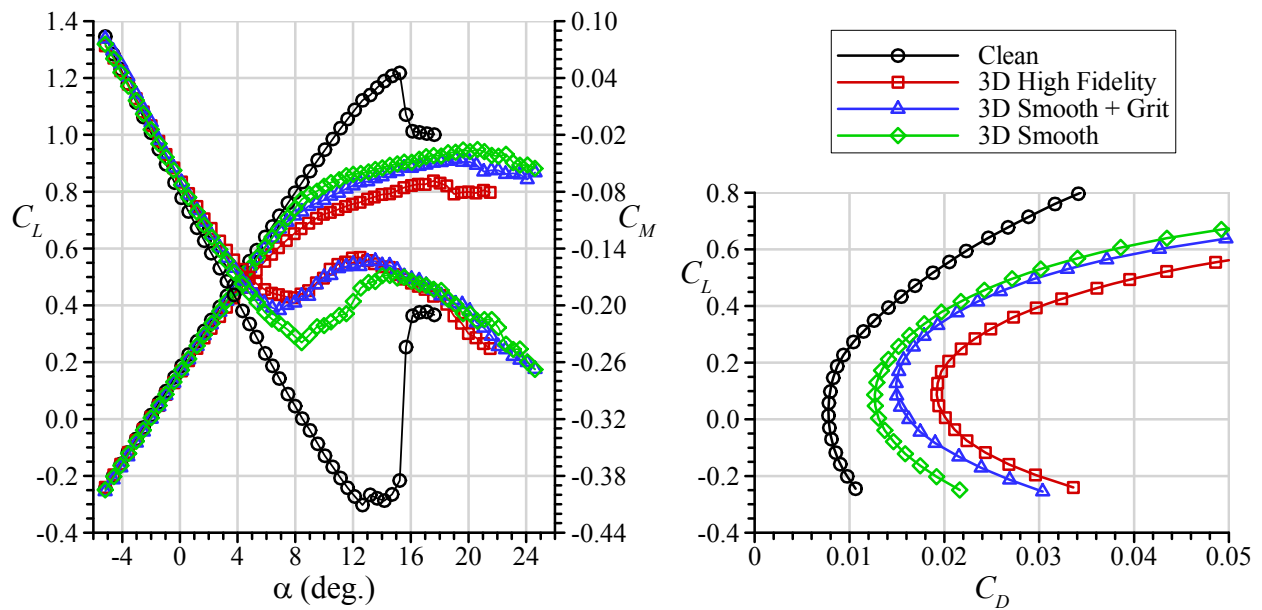 1.4
1.2
1.0
0.8
0.6
0.4
0.2
0.0
-0.2
-0.4
C_L
-4 0 4 8 12 16 20 24
α (deg.)
0.10
0.04
-0.02
-0.08
-0.14
-0.20
-0.26
-0.32
-0.38
-0.44
C_M
Clean
3D High Fidelity
3D Smooth + Grit
3D Smooth
0.8
0.6
0.4
0.2
0.0
-0.2
-0.4
C_L
0 0.01 0.02 0.03 0.04 0.05
C_D